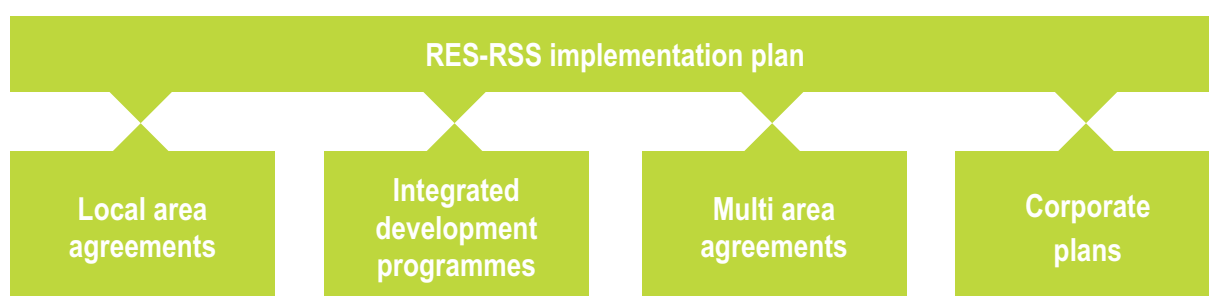 RES-RSS implementation plan
Local area
agreements
Integrated
development
programmes
Multi area
agreements
Corporate
plans